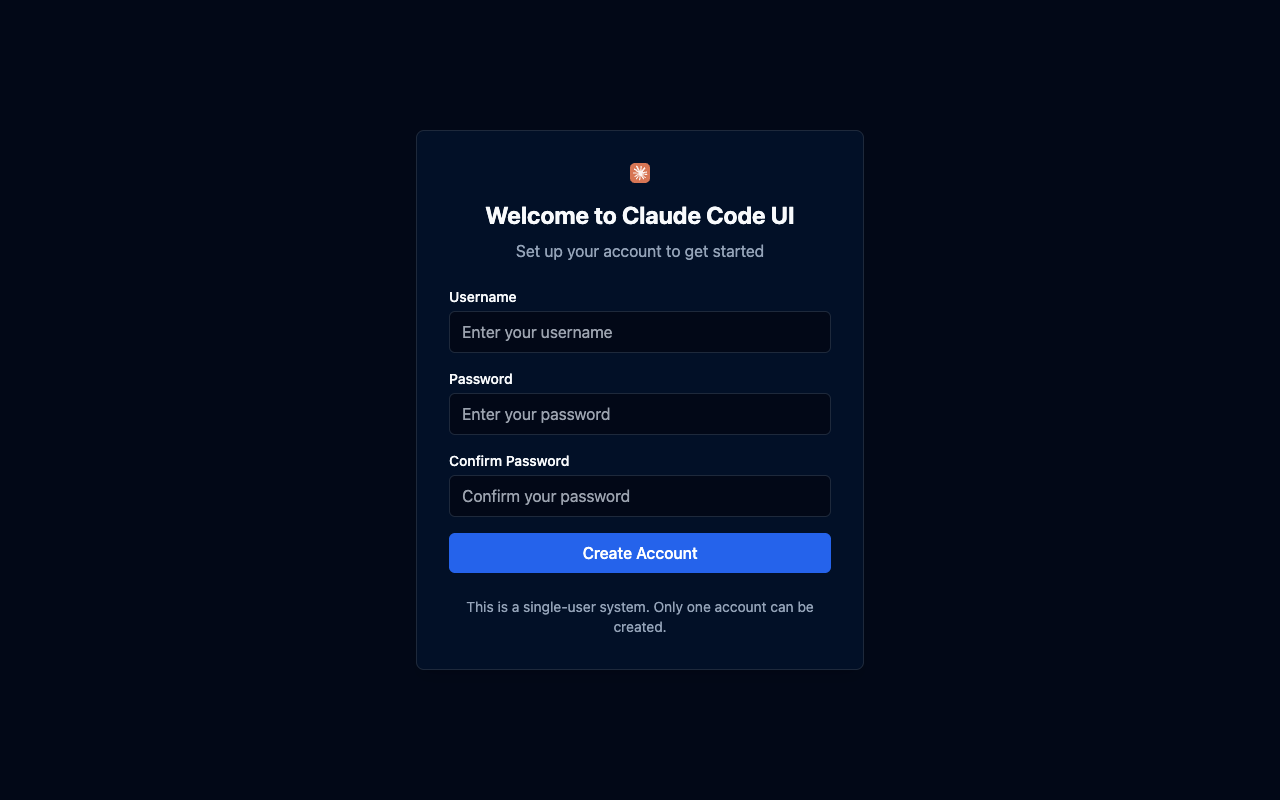 Welcome to Claude Code UI
Set up your account to get started
Username
Enter your username
Password
Enter your password
Confirm Password
Confirm your password
Create Account
This is a single-user system. Only one account can be
created.